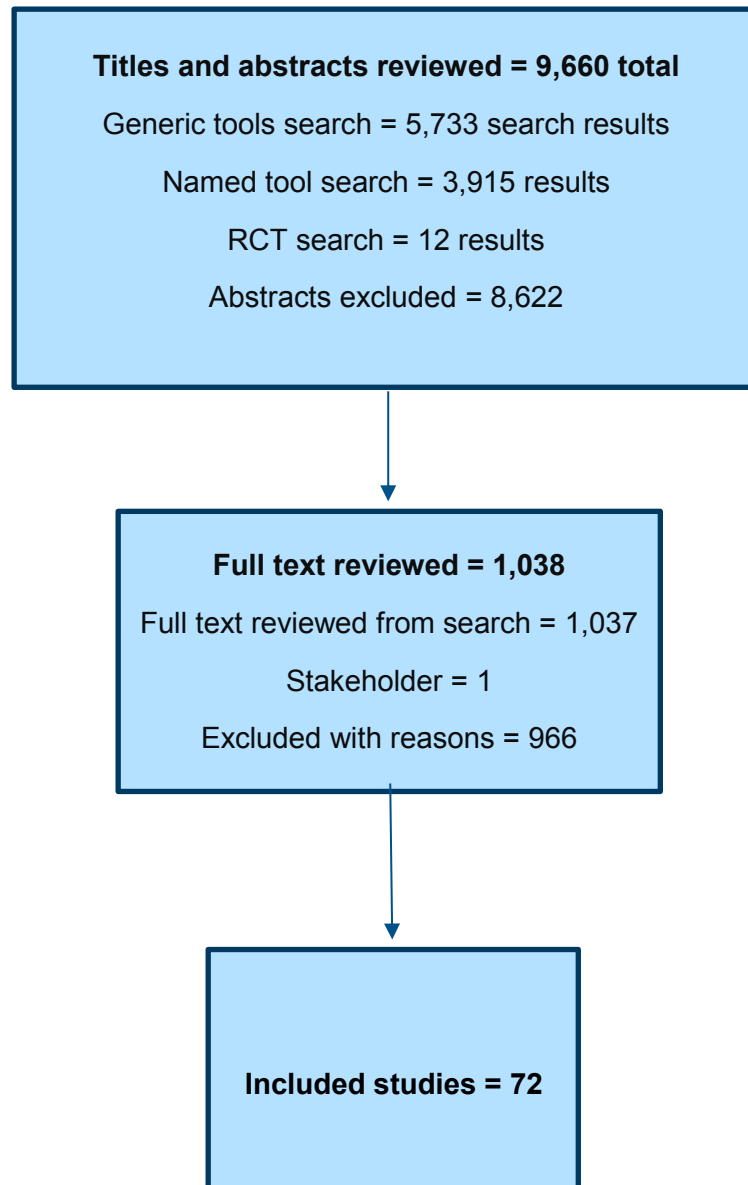 Titles and abstracts reviewed = 9,660 total
Generic tools search = 5,733 search results
Named tool search = 3,915 results
RCT search = 12 results
Abstracts excluded = 8,622
Full text reviewed = 1,038
Full text reviewed from search = 1,037
Stakeholder = 1
Excluded with reasons = 966
Included studies = 72